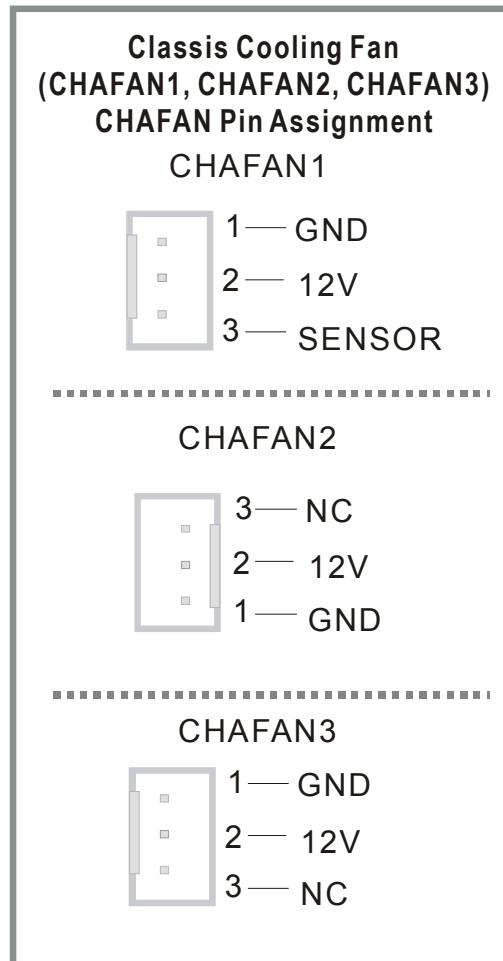 Classis Cooling Fan
(CHAFAN1, CHAFAN2, CHAFAN3)
CHAFAN Pin Assignment
CHAFAN1
1 GND
2 12V
3 SENSOR
CHAFAN2
3 NC
2 12V
1 GND
CHAFAN3
1 GND
2 12V
3 NC